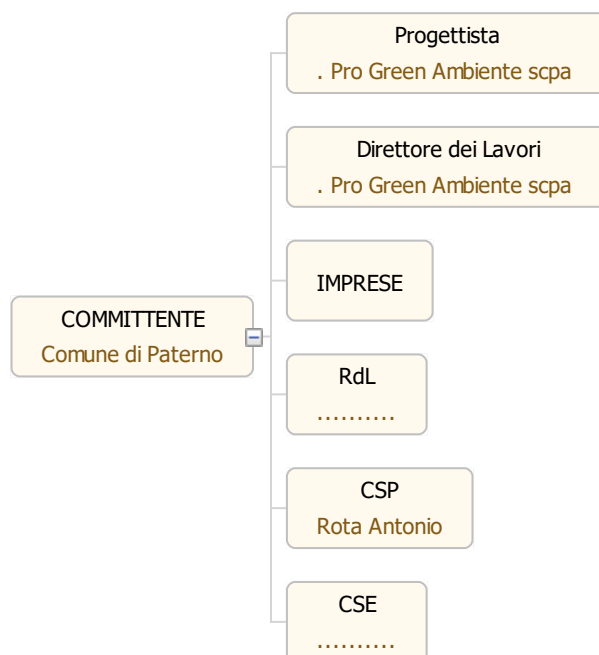 Progettista
. Pro Green Ambiente scpa
Direttore dei Lavori
. Pro Green Ambiente scpa
IMPRESE
COMMITTENTE
Comune di Paterno
RdL
..........
CSP
Rota Antonio
CSE
..........